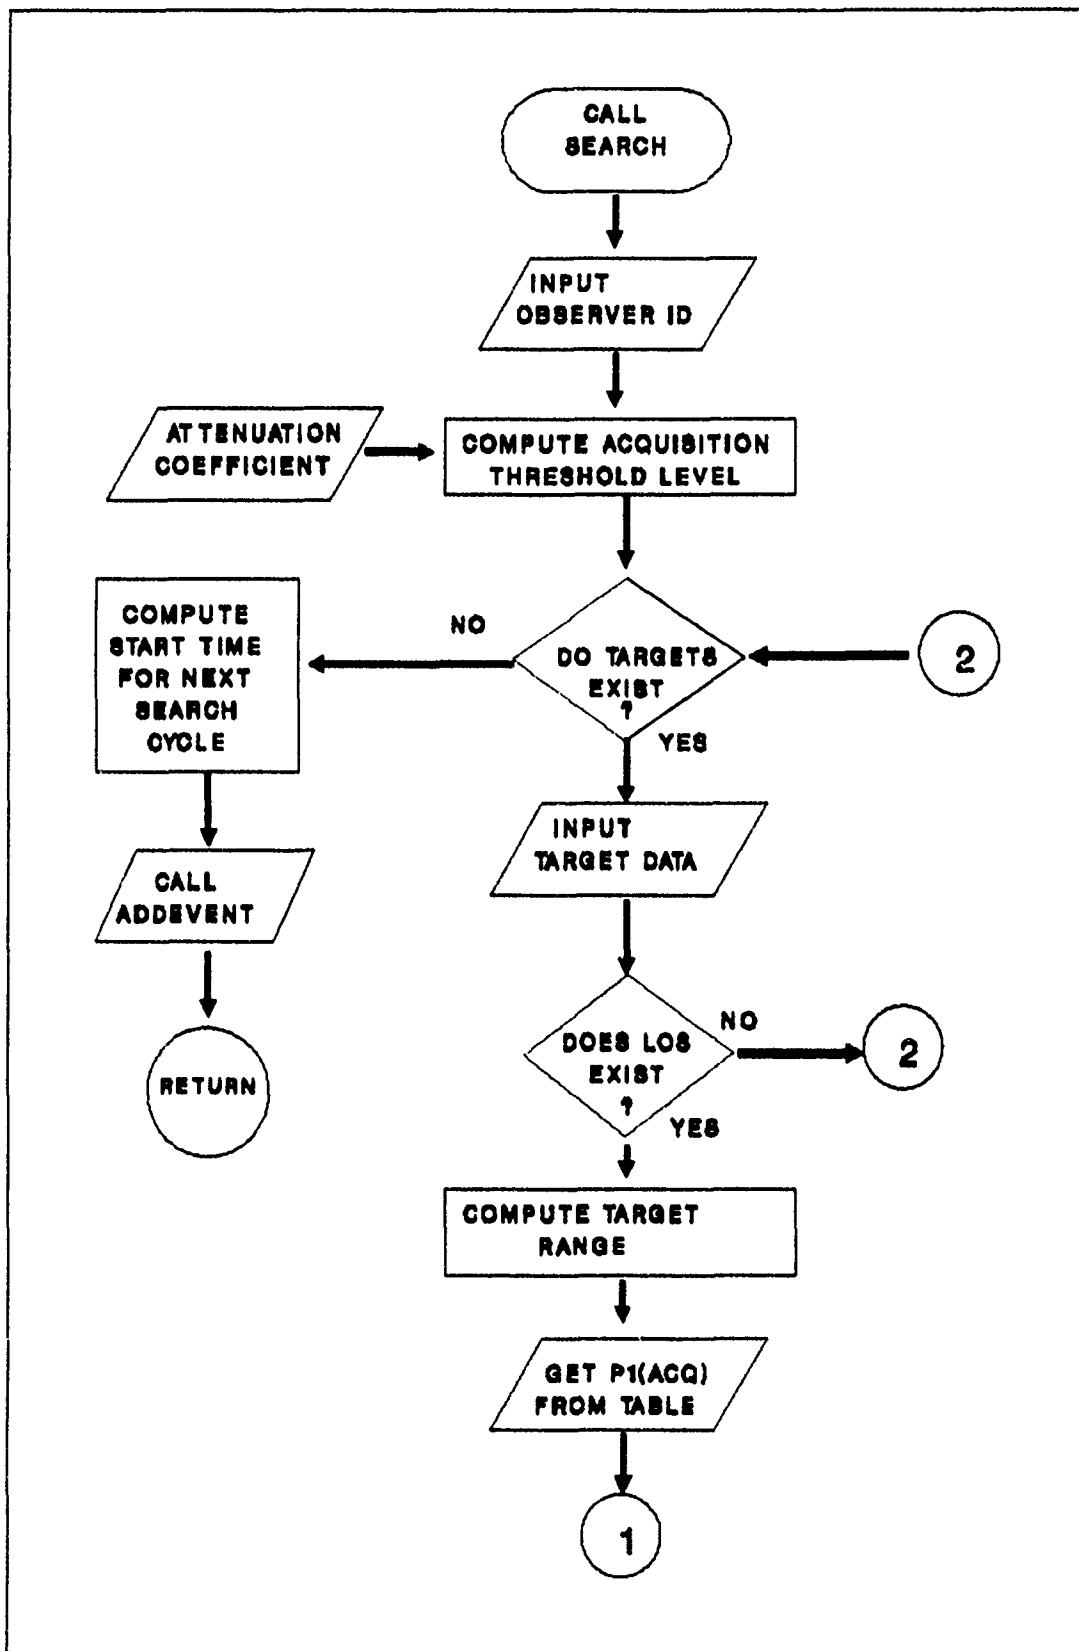 CALL
SEARCH
INPUT
OBSERVER ID
ATTENUATION
COEFFICIENT
COMPUTE ACQUISITION
THRESHOLD LEVEL
COMPUTE
START TIME
FOR NEXT
SEARCH
CYCLE
NO
DO TARGETS
EXIST
?
2
YES
INPUT
TARGET DATA
CALL
ADDEVENT
DOES LOS
EXIST
?
NO
2
YES
RETURN
COMPUTE TARGET
RANGE
GET P1(ACQ)
FROM TABLE
1